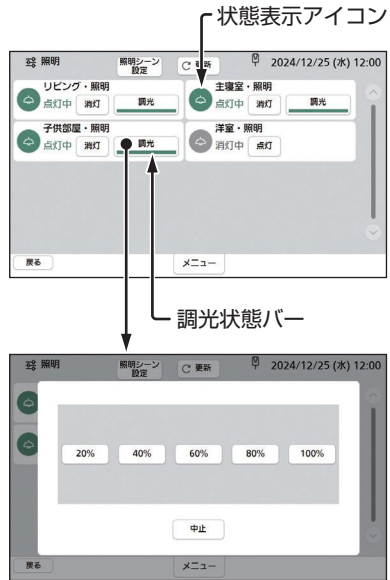 状態表示アイコン
照明
照明シーン
設定
更新
2024/12/25 (水) 12:00
リビング・照明
点灯中 消灯 調光
主寝室・照明
点灯中 消灯 調光
子供部屋・照明
点灯中 消灯 調光
洋室・照明
消灯中 点灯
戻る
メニュー
調光状態バー
照明
照明シーン
設定
更新
2024/12/25 (水) 12:00
20% 40% 60% 80% 100%
中止
戻る
メニュー